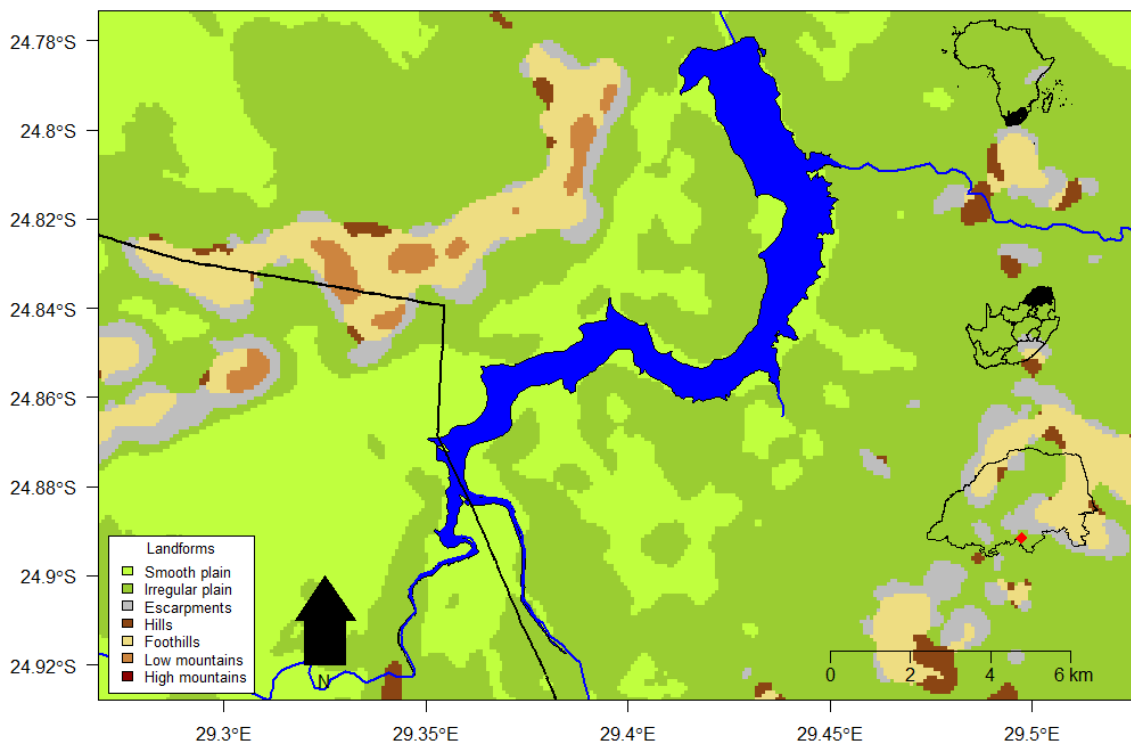 24.78°S
24.8°S
24.82°S
24.84°S
24.86°S
24.88°S
24.9°S
24.92°S
Landforms
Smooth plain
Irregular plain
Escarpments
Hills
Foothills
Low mountains
High mountains
N
0 2 4 6 km
29.3°E 29.35°E 29.4°E 29.45°E 29.5°E